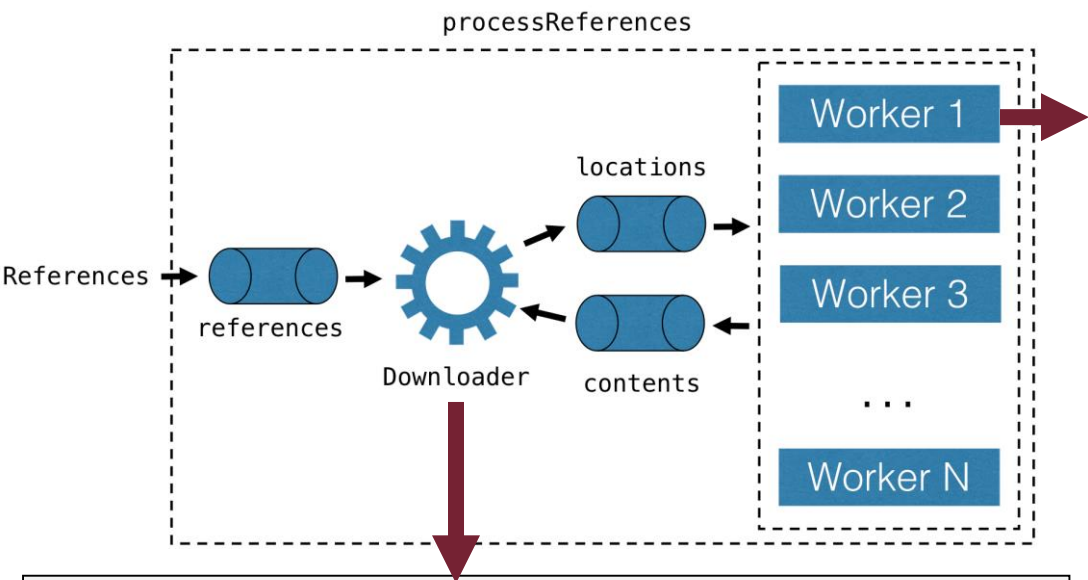 processReferences
Worker 1
locations
Worker 2
References
Worker 3
references
Downloader
contents
...
Worker N